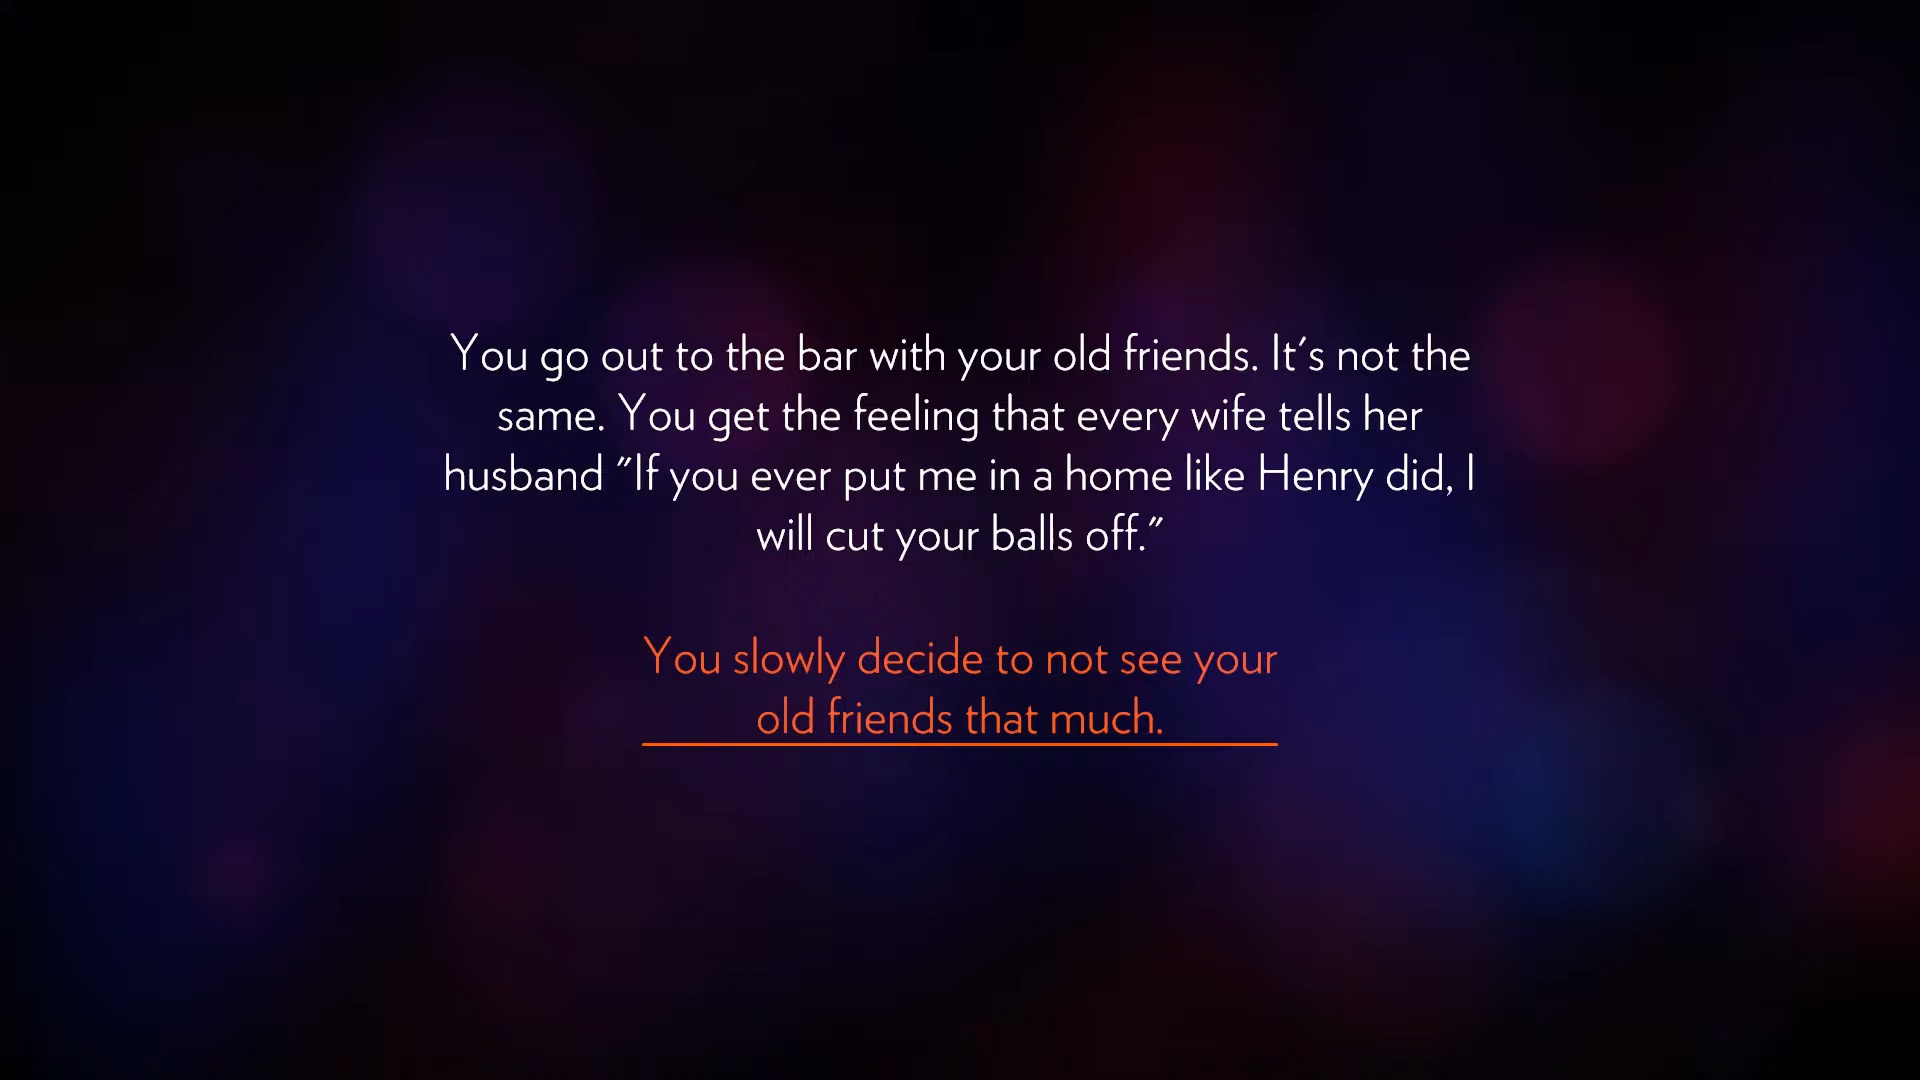 You go out to the bar with your old friends. It's not the
same. You get the feeling that every wife tells her
husband "If you ever put me in a home like Henry did, I
will cut your balls off."
You slowly decide to not see your
old friends that much.